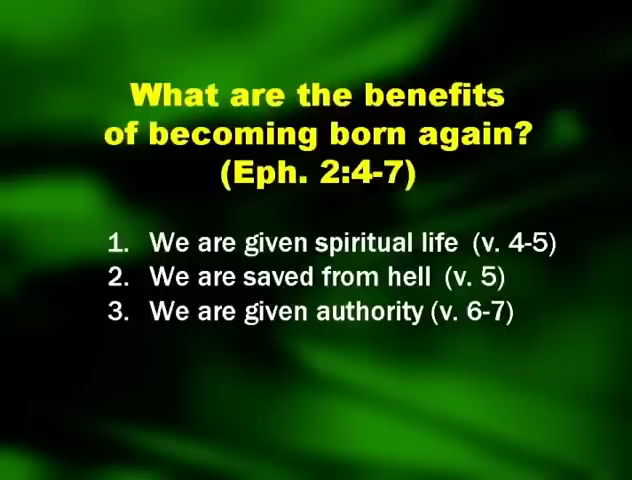 What are the benefits
of becoming born again?
(Eph. 2:4-7)
1. We are given spiritual life (v. 4-5)
2. We are saved from hell (v. 5)
3. We are given authority (v. 6-7)